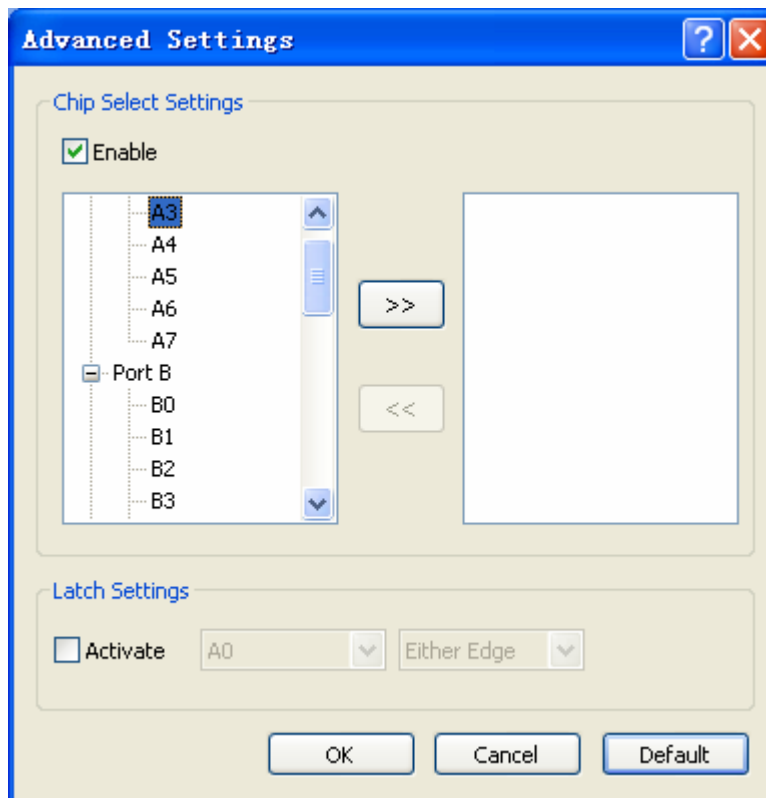 Advanced Settings
Chip Select Settings
Enable
A3
A4
A5
A6
A7
Port B
B0
B1
B2
B3
>>
<<
Latch Settings
Activate A0 Either Edge
OK Cancel Default